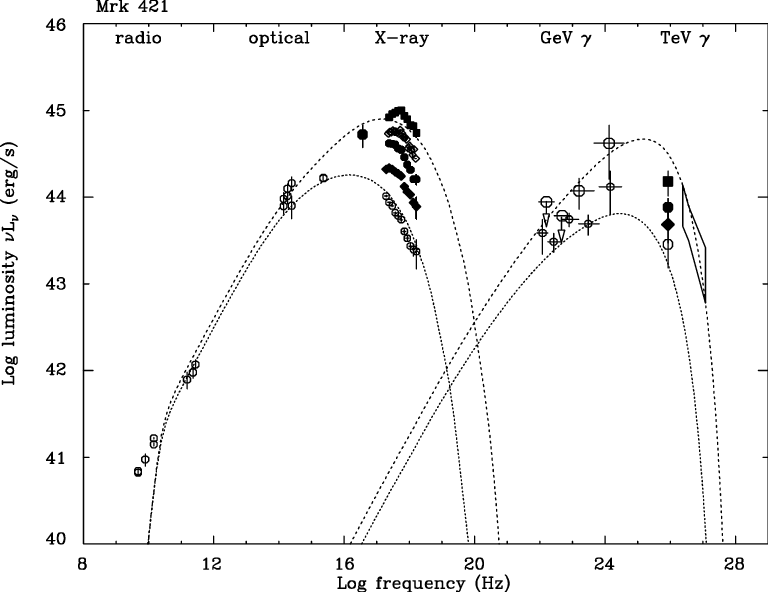 Mrk 421
46
radio optical X-ray GeV γ TeV γ
45
44
43
42
41
40
Log luminosity νLν (erg/s)
8 12 16 20 24 28
Log frequency (Hz)